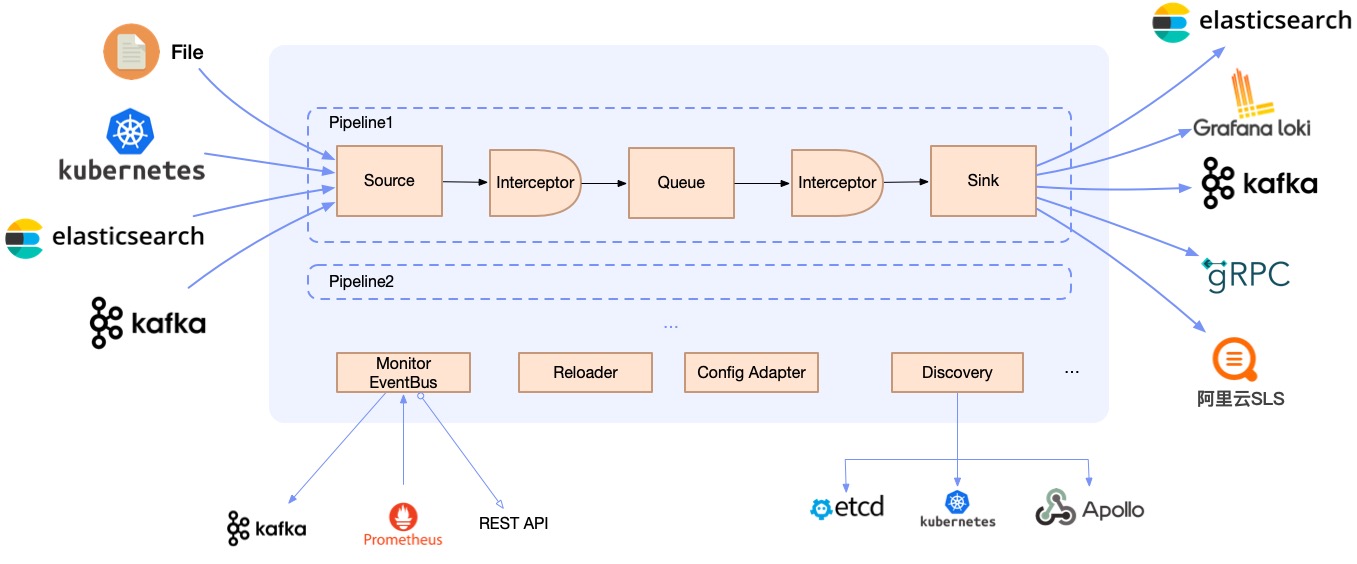 elasticsearch
File
Grafana loki
Pipeline1
kubernetes
Source
Interceptor
Queue
Interceptor
Sink
kafka
elasticsearch
gRPC
Pipeline2
kafka
...
Monitor
EventBus
Reloader
Config Adapter
Discovery
...
阿里云SLS
kafka
Prometheus
REST API
etcd
kubernetes
Apollo